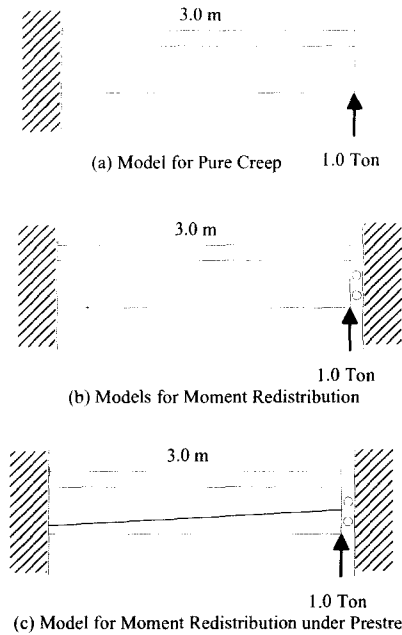 3.0 m
(a) Model for Pure Creep
1.0 Ton
3.0 m
1.0 Ton
(b) Models for Moment Redistribution
3.0 m
1.0 Ton
(c) Model for Moment Redistribution under Prestre